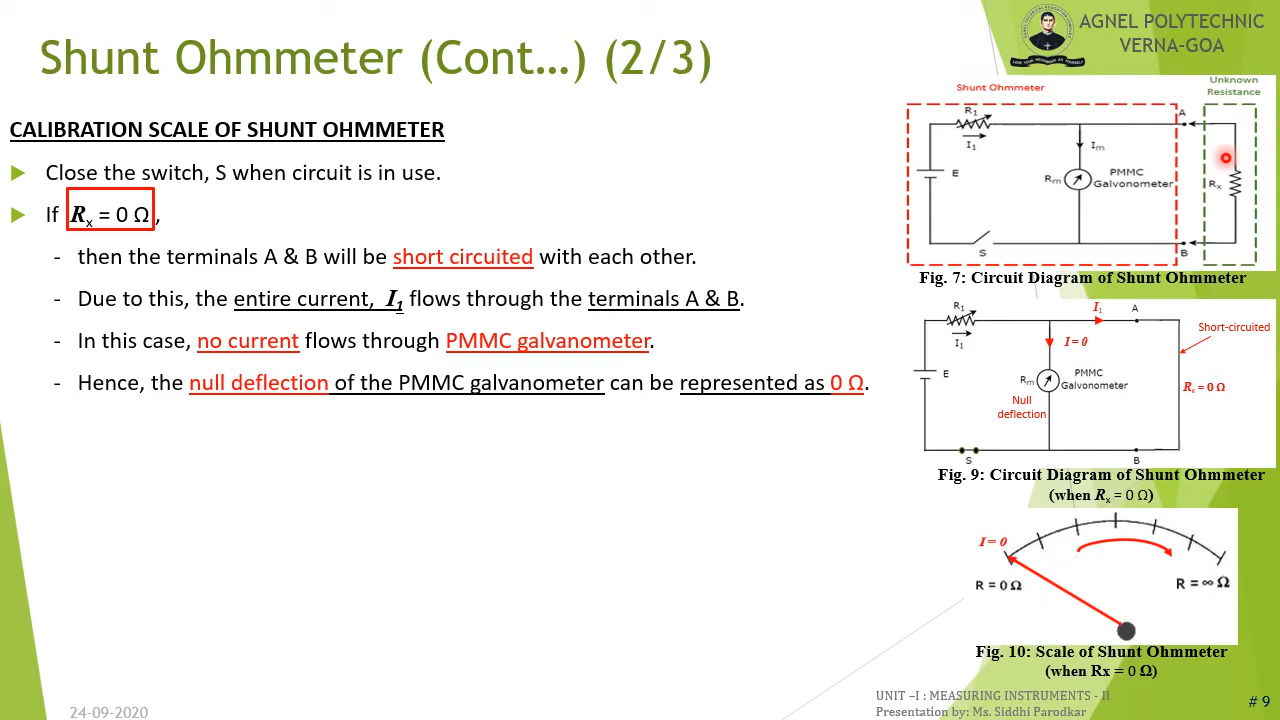 AGNEL POLYTECHNIC
VERNA-GOA
Shunt Ohmmeter (Cont…) (2/3)
CALIBRATION SCALE OF SHUNT OHMMETER
Close the switch, S when circuit is in use.
If Rx = 0 Ω,
- then the terminals A & B will be short circuited with each other.
- Due to this, the entire current, I1 flows through the terminals A & B.
- In this case, no current flows through PMMC galvanometer.
- Hence, the null deflection of the PMMC galvanometer can be represented as 0 Ω.
Shunt Ohmmeter
Unknown
Resistance
R1
I1
Im
A
E
Rm
PMMC
Galvonometer
Rx
S
B
Fig. 7: Circuit Diagram of Shunt Ohmmeter
R1
I1
I1
A
Short-circuited
I = 0
E
Rm
PMMC
Galvonometer
Rx = 0 Ω
Null
deflection
S
B
Fig. 9: Circuit Diagram of Shunt Ohmmeter
(when Rx = 0 Ω)
I = 0
R = 0 Ω
R = ∞ Ω
Fig. 10: Scale of Shunt Ohmmeter
(when Rx = 0 Ω)
24-09-2020
UNIT –I : MEASURING INSTRUMENTS - II
Presentation by: Ms. Siddhi Parodkar
# 9